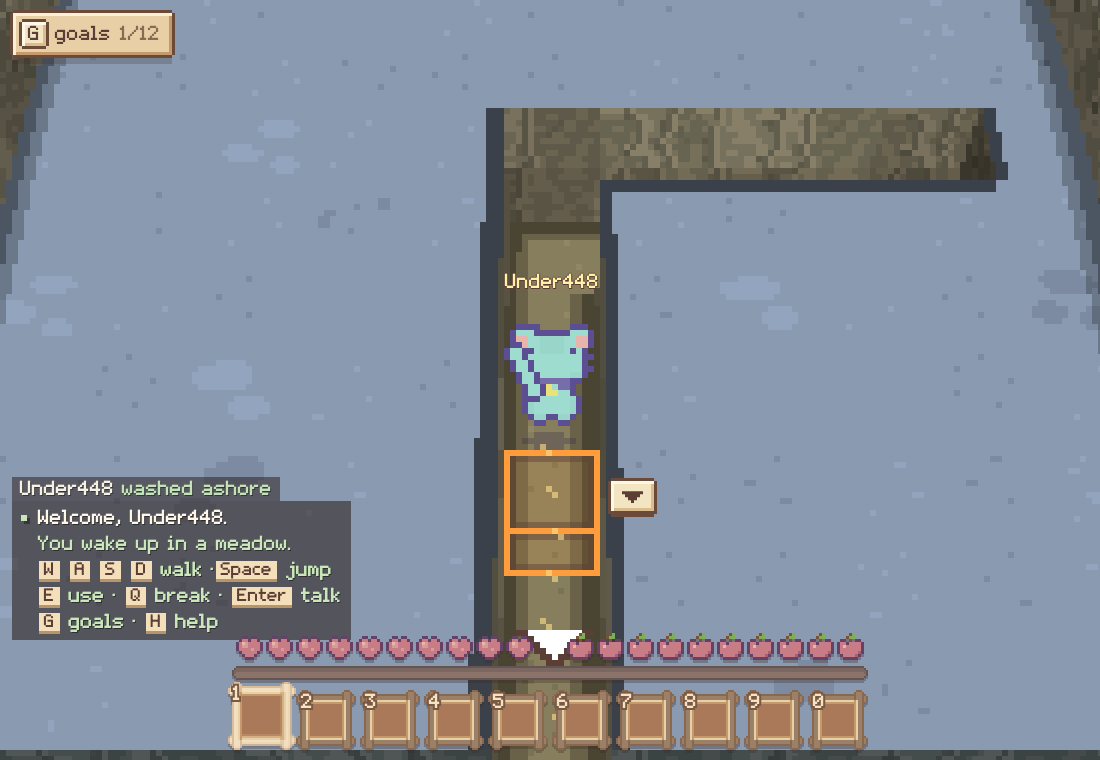 G goals 1/12
Under448
Under448 washed ashore
Welcome, Under448.
You wake up in a meadow.
W A S D walk · Space jump
E use · Q break · Enter talk
G goals · H help
1 2 3 4 5 6 7 8 9 0